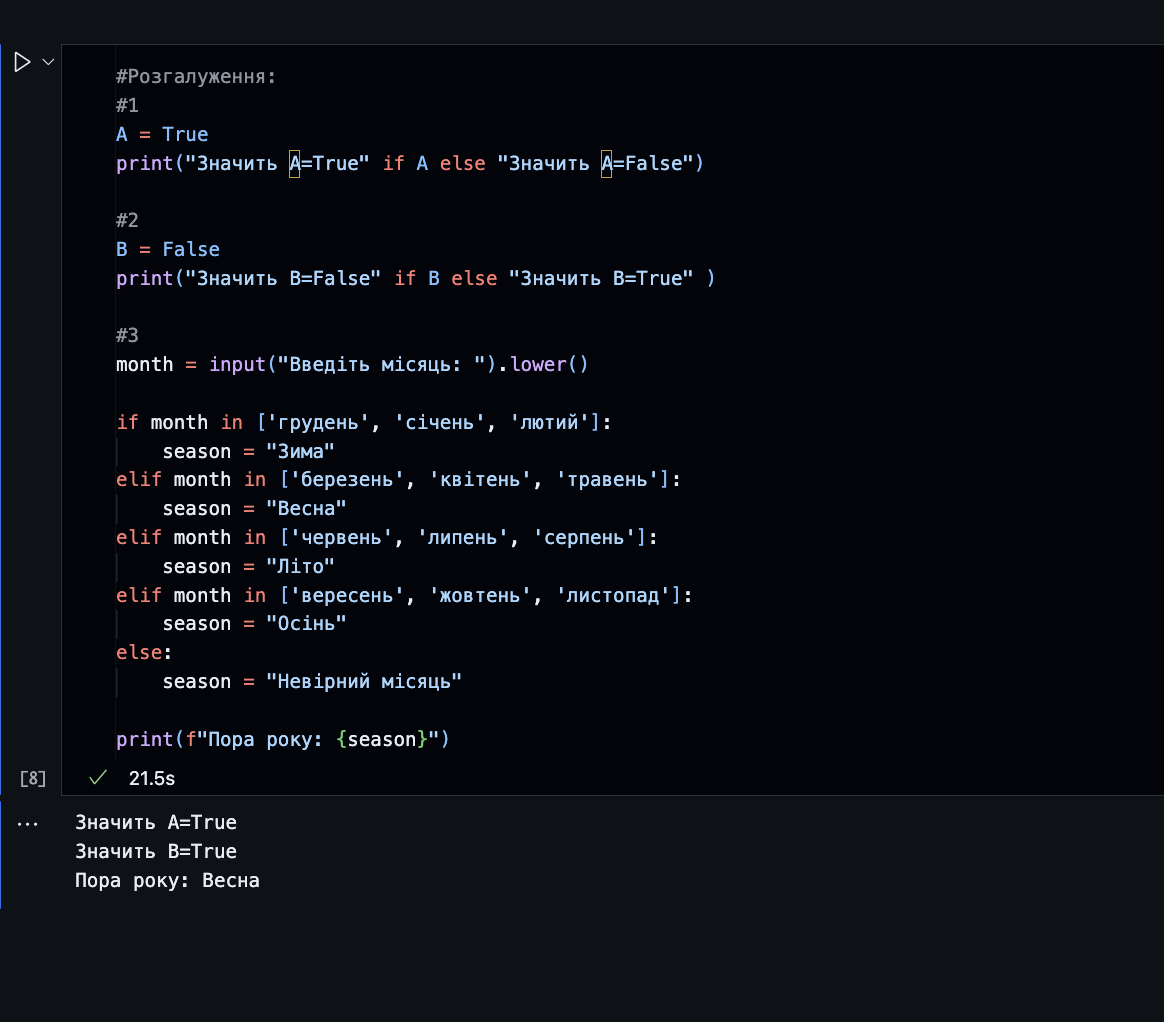 #Розгалуження:
#1
A = True
print("Значить А=True" if A else "Значить А=False")
#2
B = False
print("Значить B=False" if B else "Значить B=True" )
#3
month = input("Введіть місяць: ").lower()
if month in ['грудень', 'січень', 'лютий']:
    season = "Зима"
elif month in ['березень', 'квітень', 'травень']:
    season = "Весна"
elif month in ['червень', 'липень', 'серпень']:
    season = "Літо"
elif month in ['вересень', 'жовтень', 'листопад']:
    season = "Осінь"
else:
    season = "Невірний місяць"
print(f"Пора року: {season}")
[8] 21.5s
... Значить А=True
Значить B=True
Пора року: Весна